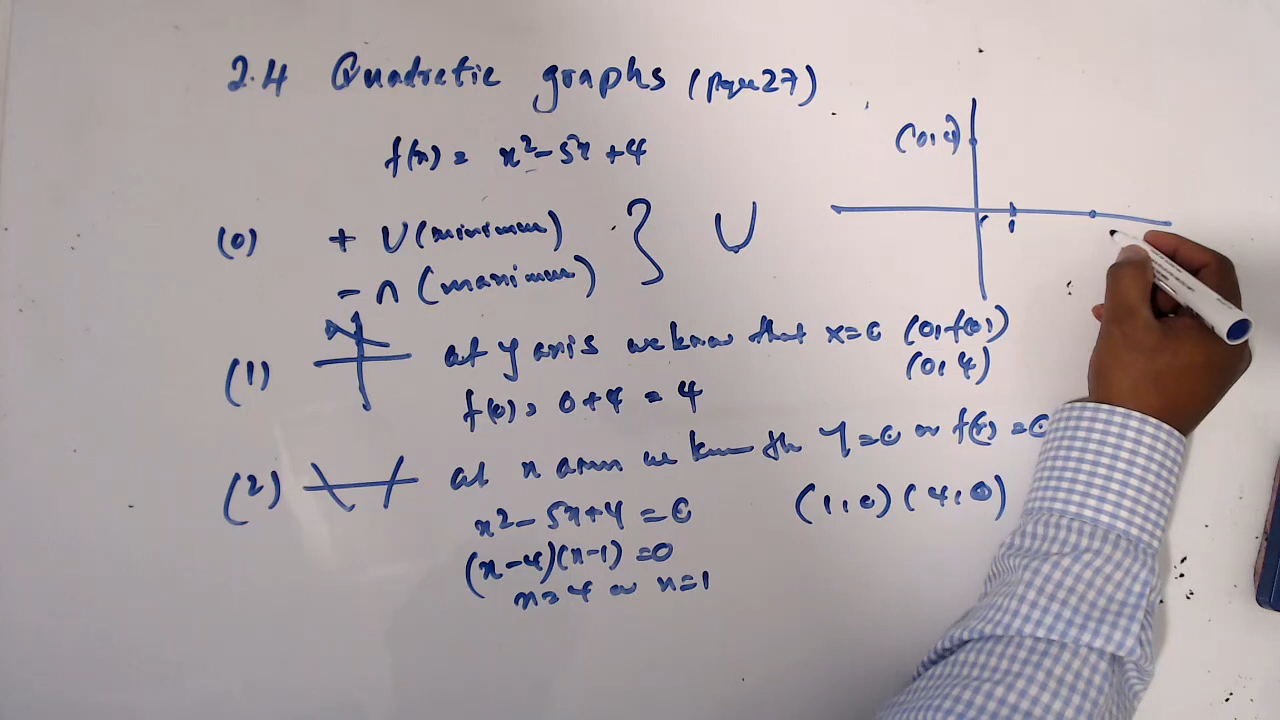 2.4 Quadratic graphs (page 27)
f(x) = x² - 5x + 4
(0) + ∪ (minimum)
- ∩ (maximum) } ∪
(0, 4)
1
(1) at y axis we know that x=0 (0, f(0))
(0, 4)
f(0) = 0+4 = 4
(2) at x axis we know the y=0 or f(x) = 0
x² - 5x + 4 = 0 (1, 0) (4, 0)
(x-4)(x-1) = 0
x = 4 or x = 1